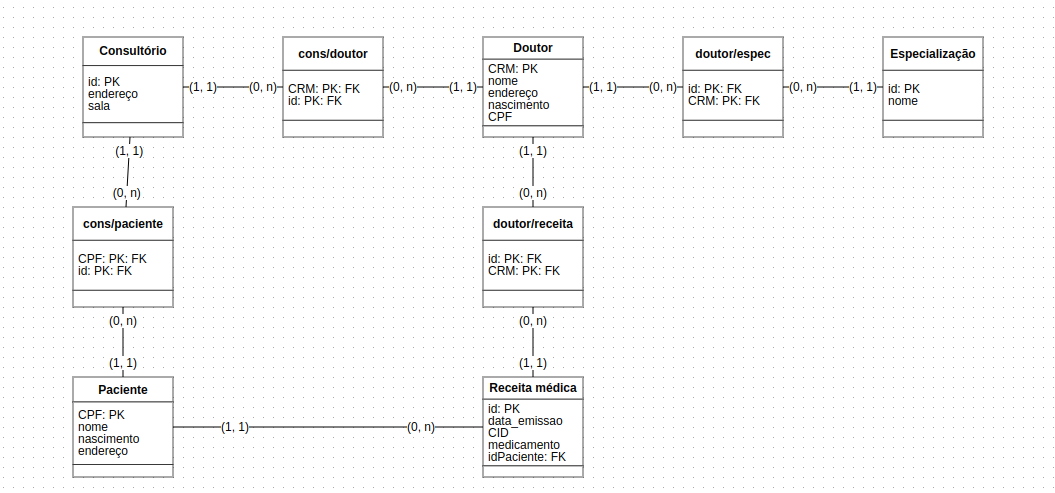 Consultório
id: PK
endereço
sala
(1, 1)
(0, n)
cons/doutor
CRM: PK: FK
id: PK: FK
(0, n)
(1, 1)
Doutor
CRM: PK
nome
endereço
nascimento
CPF
(1, 1)
(0, n)
doutor/espec
id: PK: FK
CRM: PK: FK
(0, n)
(1, 1)
Especialização
id: PK
nome
(1, 1)
(0, n)
cons/paciente
CPF: PK: FK
id: PK: FK
(0, n)
(1, 1)
(1, 1)
(0, n)
doutor/receita
id: PK: FK
CRM: PK: FK
(0, n)
(1, 1)
Paciente
CPF: PK
nome
nascimento
endereço
(1, 1)
(0, n)
Receita médica
id: PK
data_emissao
CID
medicamento
idPaciente: FK